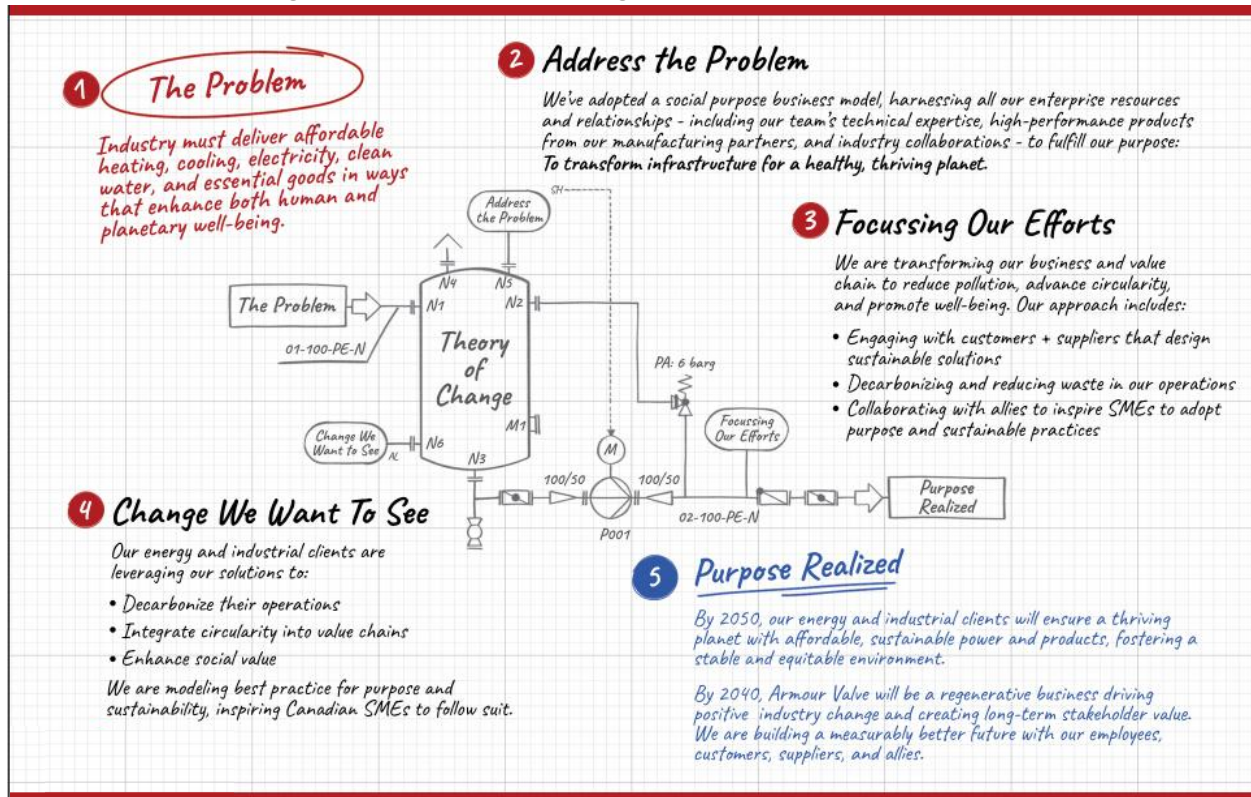 1
The Problem
Industry must deliver affordable
heating, cooling, electricity, clean
water, and essential goods in ways
that enhance both human and
planetary well-being.
2
Address the Problem
We've adopted a social purpose business model, harnessing all our enterprise resources
and relationships - including our team's technical expertise, high-performance products
from our manufacturing partners, and industry collaborations - to fulfill our purpose:
To transform infrastructure for a healthy, thriving planet.
3
Focussing Our Efforts
We are transforming our business and value
chain to reduce pollution, advance circularity,
and promote well-being. Our approach includes:
• Engaging with customers + suppliers that design
sustainable solutions
• Decarbonizing and reducing waste in our operations
• Collaborating with allies to inspire SMEs to adopt
purpose and sustainable practices
Address
the Problem
SH
N4
N5
The Problem
N1
N2
01-100-PE-N
Theory
of
Change
PA: 6 barg
M1
Change We
Want to See
NL
N6
N3
M
Focussing
Our Efforts
100/50
100/50
P001
02-100-PE-N
Purpose
Realized
4
Change We Want To See
Our energy and industrial clients are
leveraging our solutions to:
• Decarbonize their operations
• Integrate circularity into value chains
• Enhance social value
We are modeling best practice for purpose and
sustainability, inspiring Canadian SMEs to follow suit.
5
Purpose Realized
By 2050, our energy and industrial clients will ensure a thriving
planet with affordable, sustainable power and products, fostering a
stable and equitable environment.
By 2040, Armour Valve will be a regenerative business driving
positive industry change and creating long-term stakeholder value.
We are building a measurably better future with our employees,
customers, suppliers, and allies.